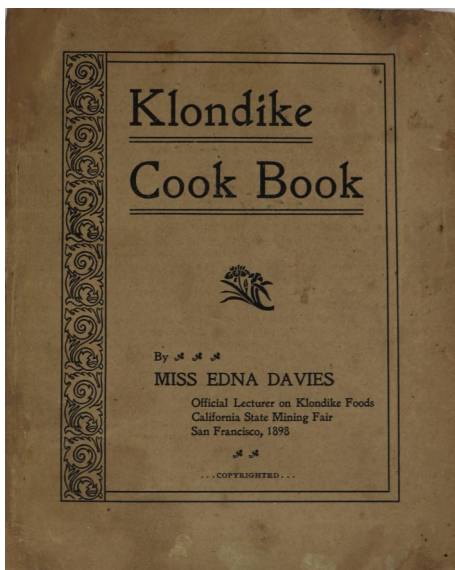 Klondike
Cook Book
By
MISS EDNA DAVIES
Official Lecturer on Klondike Foods
California State Mining Fair
San Francisco, 1898
...COPYRIGHTED...